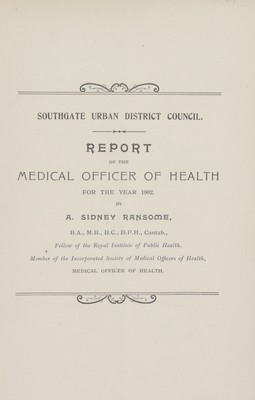 SOUTHGATE URBAN DISTRICT COUNCIL.
REPORT
OF THE
MEDICAL OFFICER OF HEALTH
FOR THE YEAR 1902.
BY
A. SIDNEY RANSOME,
B.A., M.B., B.C., D.P.H., Cantab.,
Fellow of the Royal Institute of Public Health,
Member of the Incorporated Society of Medical Officers of Health,
MEDICAL OFFICER OF HEALTH.